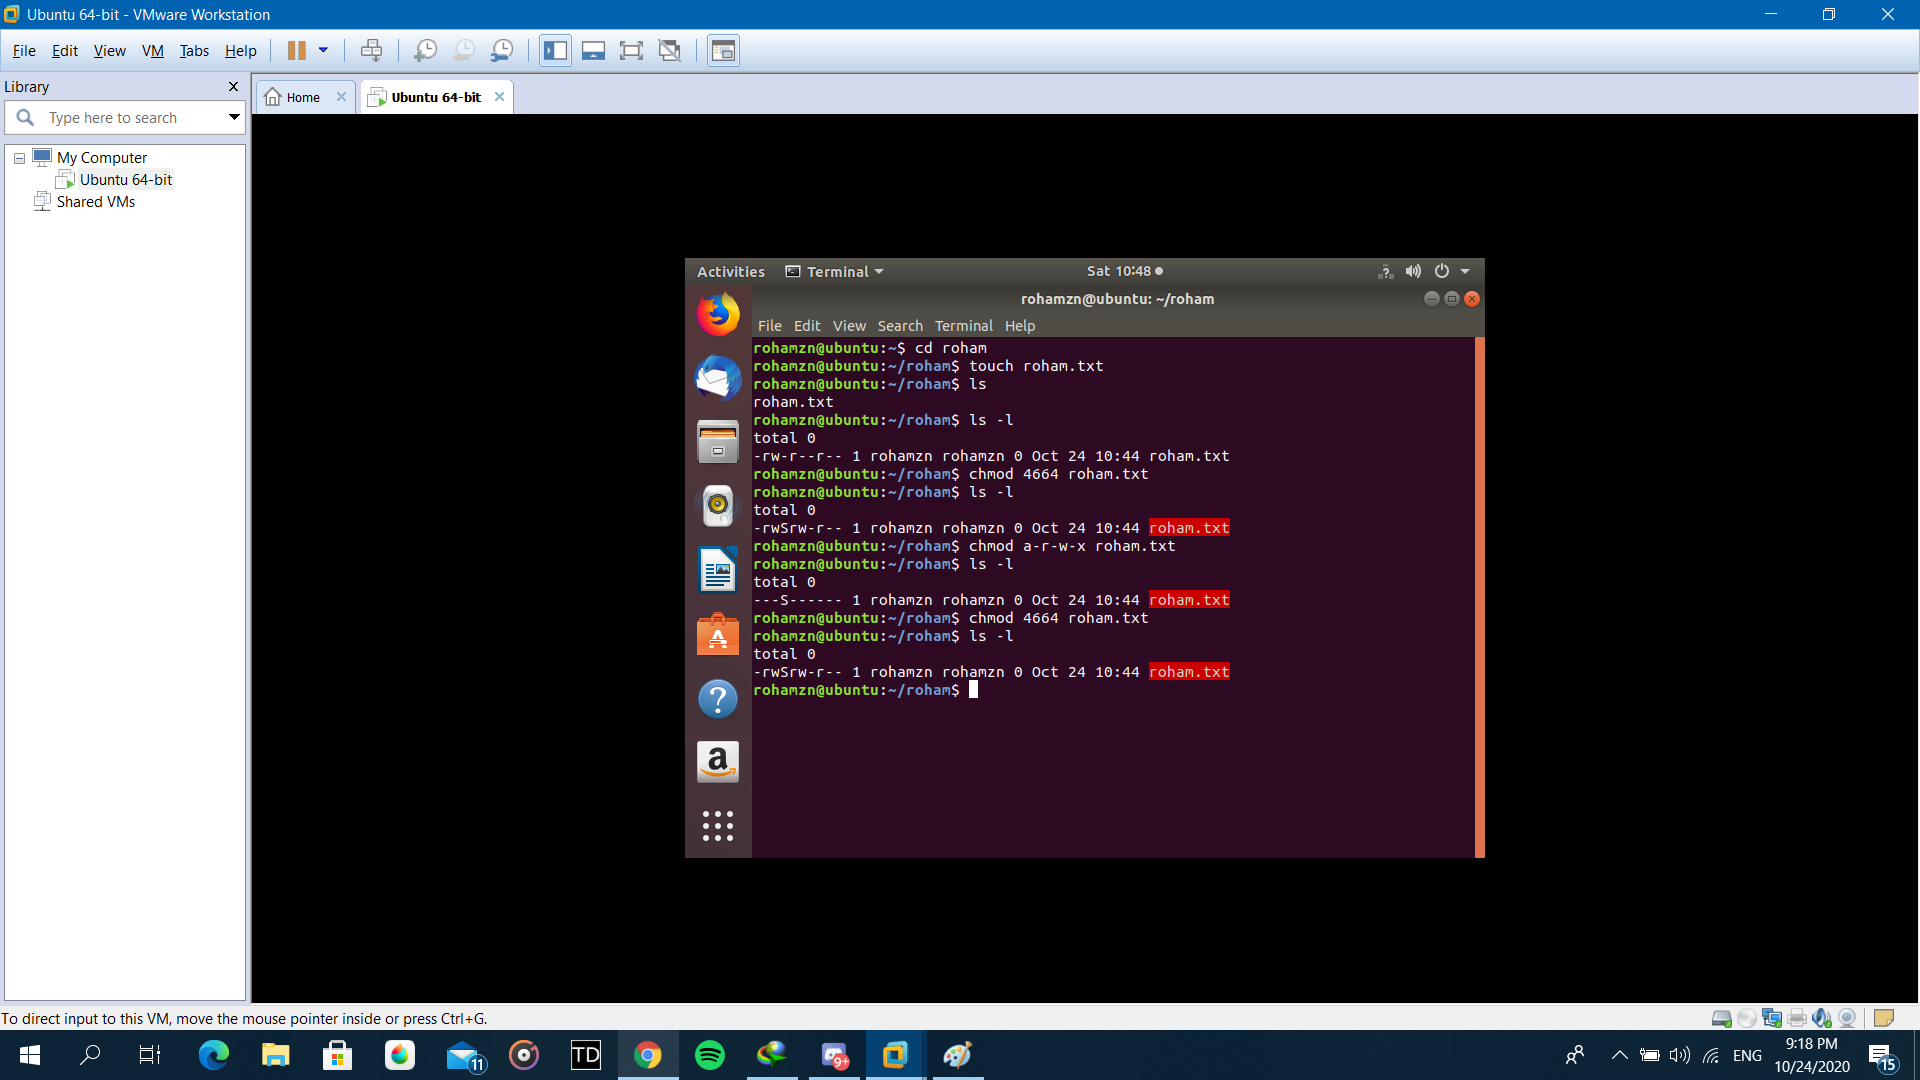 Ubuntu 64-bit - VMware Workstation
File Edit View VM Tabs Help
Library
Type here to search
My Computer
Ubuntu 64-bit
Shared VMs
Home
Ubuntu 64-bit
Activities Terminal Sat 10:48
rohamzn@ubuntu: ~/roham
File Edit View Search Terminal Help
rohamzn@ubuntu:~$ cd roham
rohamzn@ubuntu:~/roham$ touch roham.txt
rohamzn@ubuntu:~/roham$ ls
roham.txt
rohamzn@ubuntu:~/roham$ ls -l
total 0
-rw-r--r-- 1 rohamzn rohamzn 0 Oct 24 10:44 roham.txt
rohamzn@ubuntu:~/roham$ chmod 4664 roham.txt
rohamzn@ubuntu:~/roham$ ls -l
total 0
-rwSrw-r-- 1 rohamzn rohamzn 0 Oct 24 10:44 roham.txt
rohamzn@ubuntu:~/roham$ chmod a-r-w-x roham.txt
rohamzn@ubuntu:~/roham$ ls -l
total 0
---S------ 1 rohamzn rohamzn 0 Oct 24 10:44 roham.txt
rohamzn@ubuntu:~/roham$ chmod 4664 roham.txt
rohamzn@ubuntu:~/roham$ ls -l
total 0
-rwSrw-r-- 1 rohamzn rohamzn 0 Oct 24 10:44 roham.txt
rohamzn@ubuntu:~/roham$
To direct input to this VM, move the mouse pointer inside or press Ctrl+G.
11
TD
9+
ENG
9:18 PM
10/24/2020
15